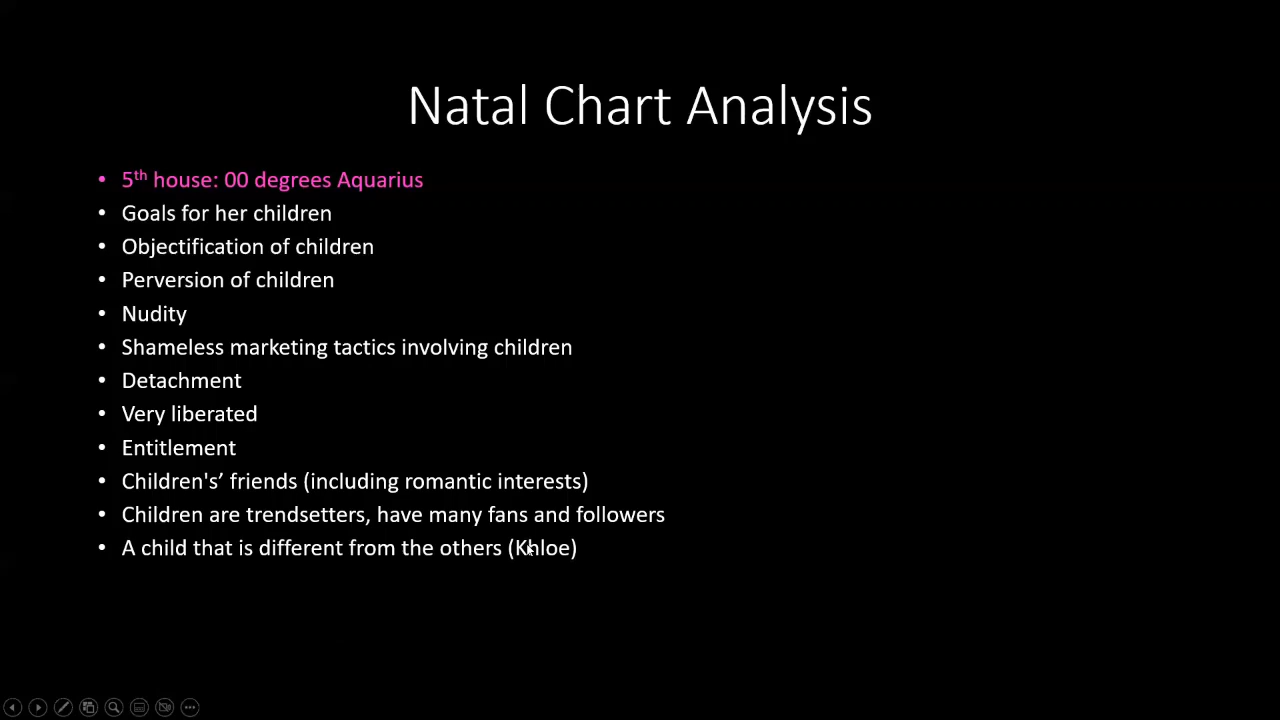 Natal Chart Analysis
• 5th house: 00 degrees Aquarius
• Goals for her children
• Objectification of children
• Perversion of children
• Nudity
• Shameless marketing tactics involving children
• Detachment
• Very liberated
• Entitlement
• Children's’ friends (including romantic interests)
• Children are trendsetters, have many fans and followers
• A child that is different from the others (Khloe)